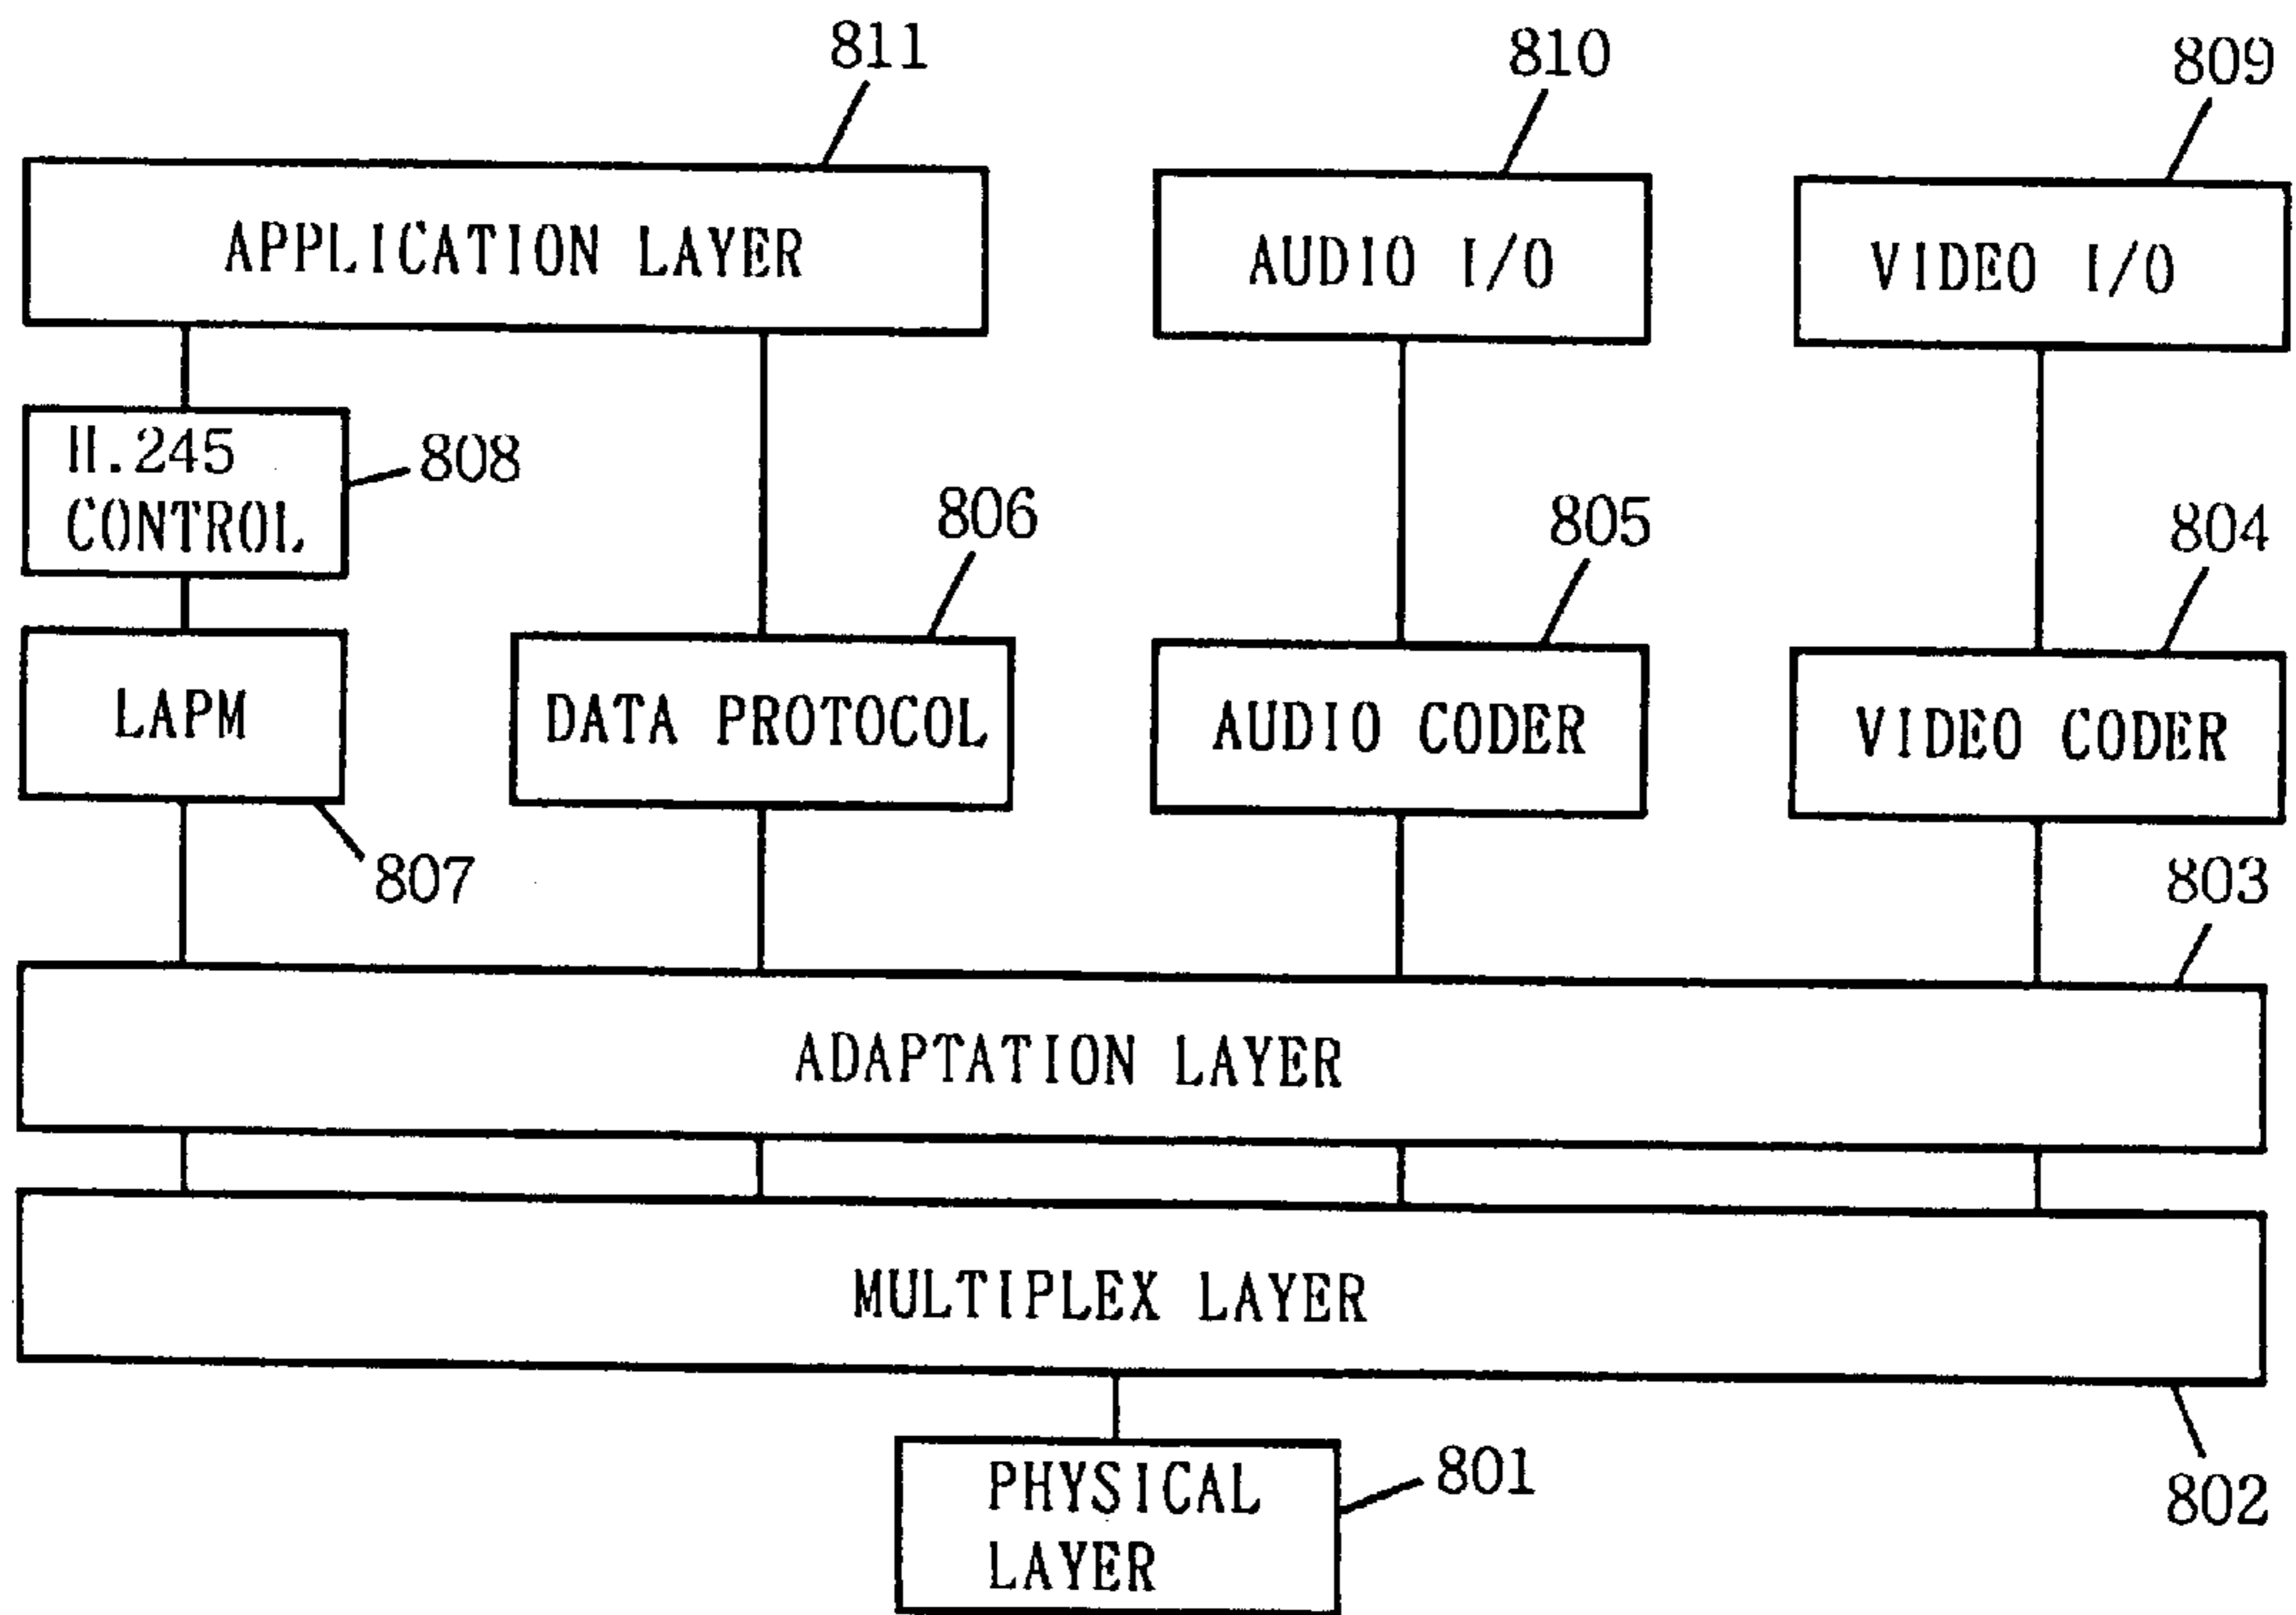 811
810
809
APPLICATION LAYER
AUDIO I/O
VIDEO I/O
H.245
CONTROL
808
806
805
804
LAPM
DATA PROTOCOL
AUDIO CODER
VIDEO CODER
807
803
ADAPTATION LAYER
MULTIPLEX LAYER
802
PHYSICAL
LAYER
801